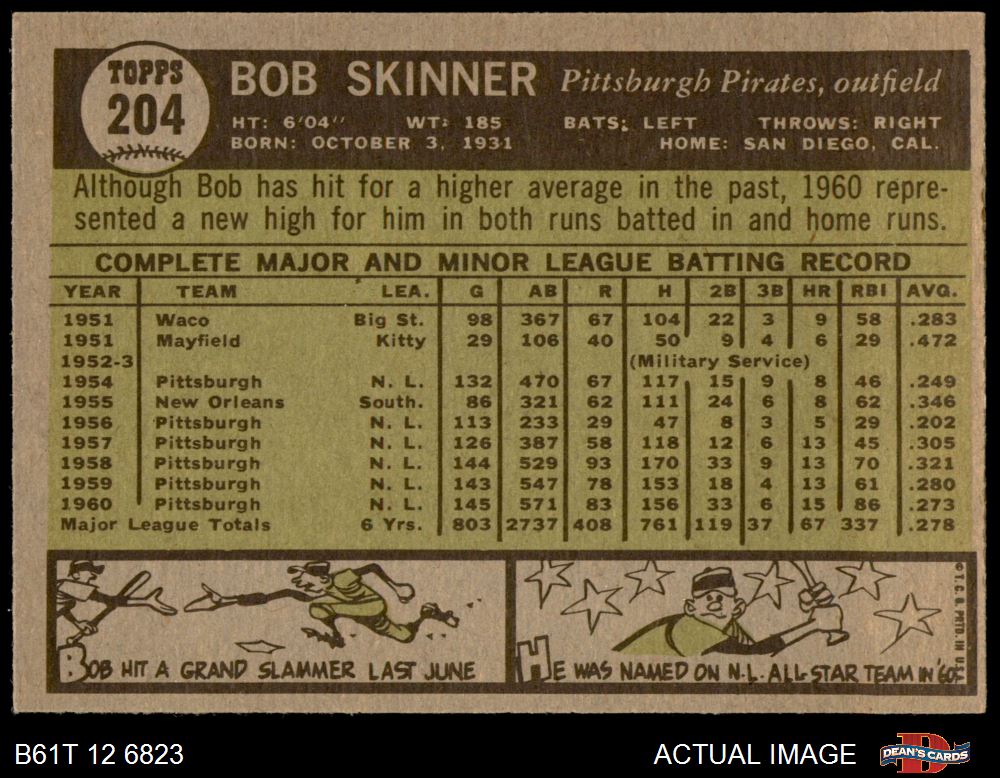 TOPPS
204
BOB SKINNER Pittsburgh Pirates, outfield
HT: 6'04" WT: 185 BATS: LEFT THROWS: RIGHT
BORN: OCTOBER 3, 1931 HOME: SAN DIEGO, CAL.
Although Bob has hit for a higher average in the past, 1960 repre-
sented a new high for him in both runs batted in and home runs.
COMPLETE MAJOR AND MINOR LEAGUE BATTING RECORD
YEAR TEAM LEA. G AB R H 2B 3B HR RBI AVG.
1951 Waco Big St. 98 367 67 104 22 3 9 58 .283
1951 Mayfield Kitty 29 106 40 50 9 4 6 29 .472
1952-3 (Military Service)
1954 Pittsburgh N. L. 132 470 67 117 15 9 8 46 .249
1955 New Orleans South. 86 321 62 111 24 6 8 62 .346
1956 Pittsburgh N. L. 113 233 29 47 8 3 5 29 .202
1957 Pittsburgh N. L. 126 387 58 118 12 6 13 45 .305
1958 Pittsburgh N. L. 144 529 93 170 33 9 13 70 .321
1959 Pittsburgh N. L. 143 547 78 153 18 4 13 61 .280
1960 Pittsburgh N. L. 145 571 83 156 33 6 15 86 .273
Major League Totals 6 Yrs. 803 2737 408 761 119 37 67 337 .278
BOB HIT A GRAND SLAMMER LAST JUNE
HE WAS NAMED ON N.L. ALL-STAR TEAM IN '60
© T. C. G. PRTD. IN U.S.
B61T 12 6823
ACTUAL IMAGE
DEAN'S CARDS